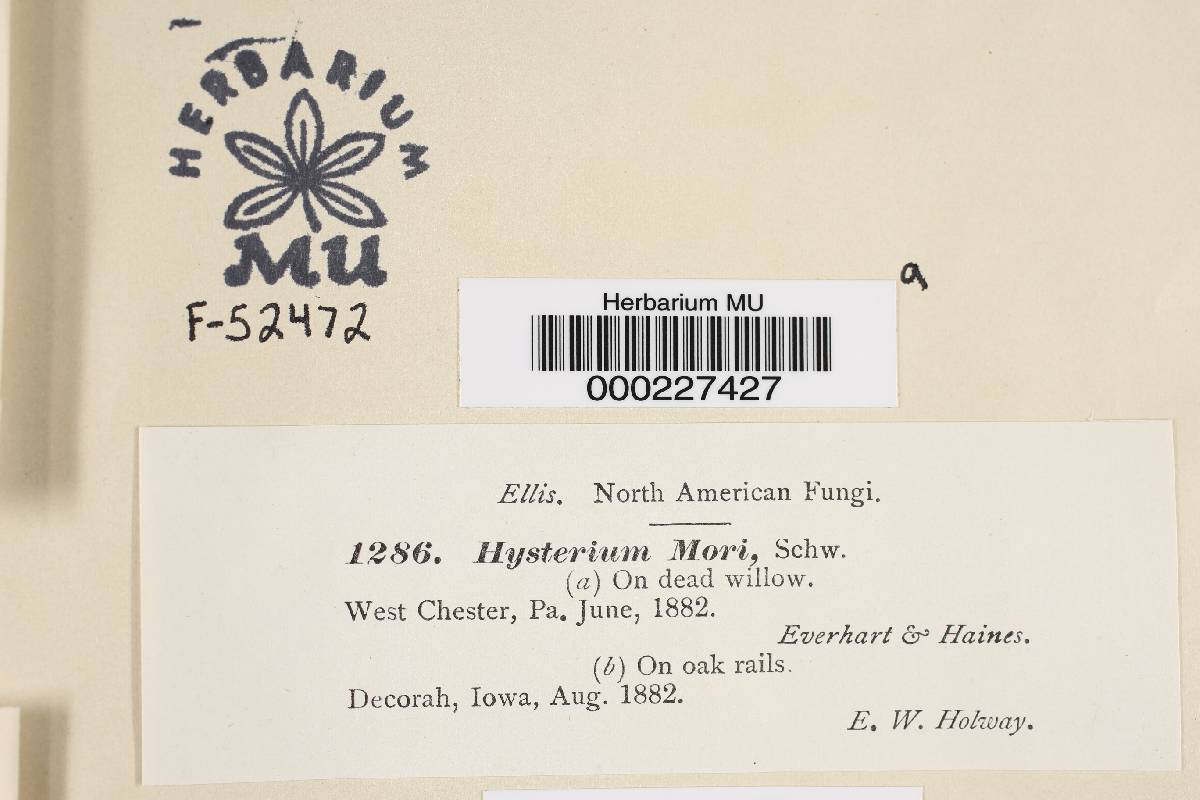 HERBARIUM
MU
F-52472
a
Herbarium MU
000227427
Ellis. North American Fungi.
1286. Hysterium Mori, Schw.
(a) On dead willow.
West Chester, Pa. June, 1882.
Everhart & Haines.
(b) On oak rails.
Decorah, Iowa, Aug. 1882.
E. W. Holway.